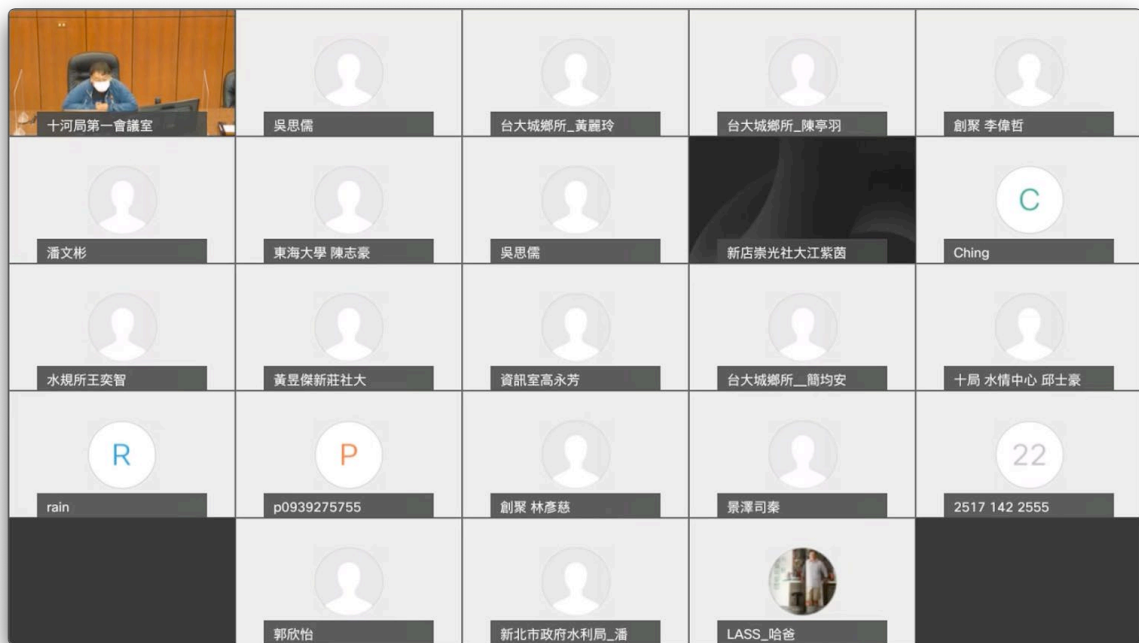 十河局第一會議室
吳思儒
台大城鄉所_黃麗玲
台大城鄉所_陳亭羽
創聚 李偉哲
潘文彬
東海大學 陳志豪
吳思儒
新店崇光社大江紫茵
C
Ching
水規所王奕智
黃昱傑新莊社大
資訊室高永芳
台大城鄉所__簡均安
十局 水情中心 邱士豪
R
rain
P
p0939275755
創聚 林彥慈
景澤司秦
22
2517 142 2555
郭欣怡
新北市政府水利局_潘
LASS_哈爸